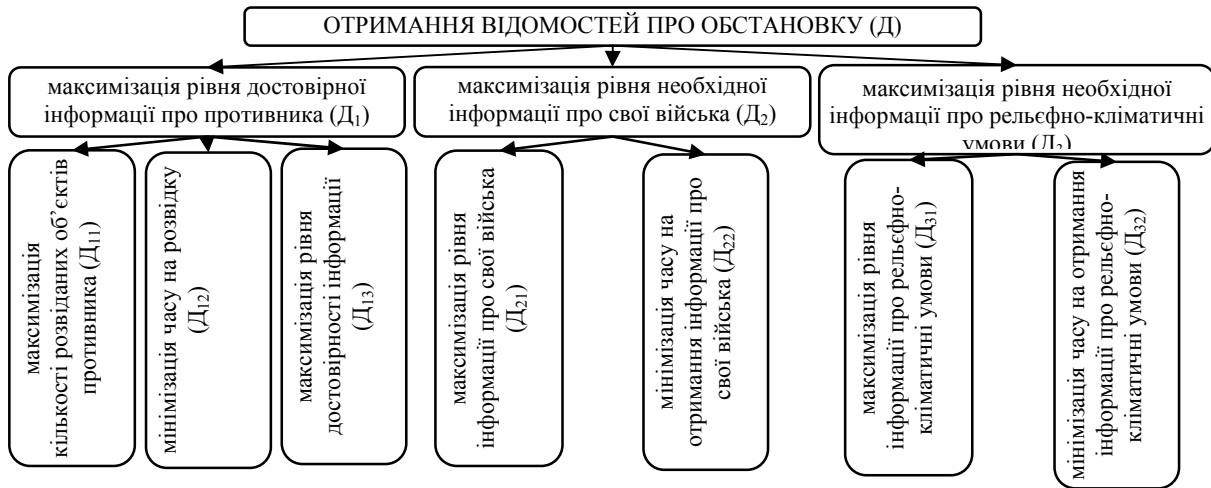 ОТРИМАННЯ ВІДОМОСТЕЙ ПРО ОБСТАНОВКУ (Д)
максимізація рівня достовірної
інформації про противника (Д₁)
максимізація рівня необхідної
інформації про свої війська (Д₂)
максимізація рівня необхідної
інформації про рельєфно-кліматичні
умови (Д₃)
максимізація
кількості розвіданих об’єктів
противника (Д₁₁)
мінімізація часу на розвідку
(Д₁₂)
максимізація рівня
достовірності інформації
(Д₁₃)
максимізація рівня
інформації про свої війська
(Д₂₁)
мінімізація часу на
отримання інформації про
свої війська (Д₂₂)
максимізація рівня
інформації про рельєфно-
кліматичні умови (Д₃₁)
мінімізація часу на отримання
інформації про рельєфно-
кліматичні умови (Д₃₂)